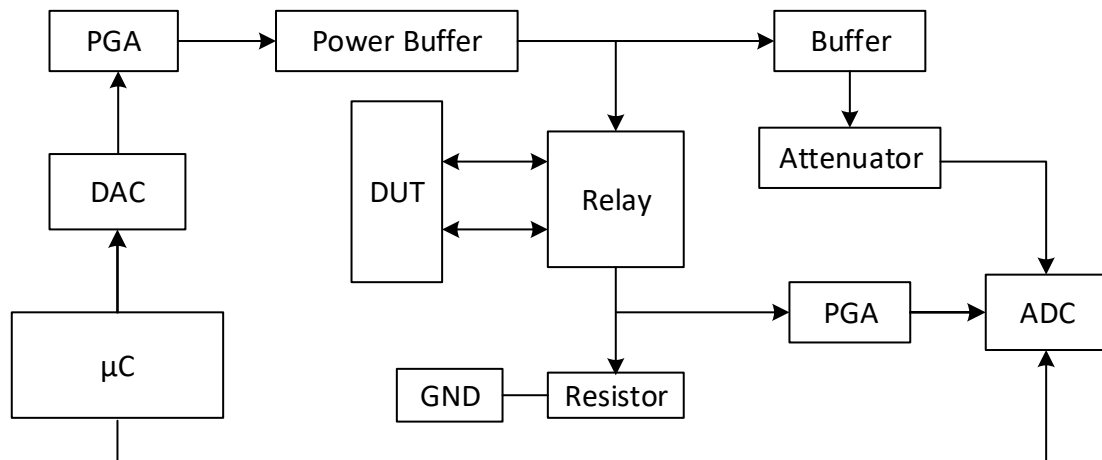 PGA
Power Buffer
Buffer
DAC
DUT
Relay
Attenuator
μC
PGA
ADC
GND
Resistor